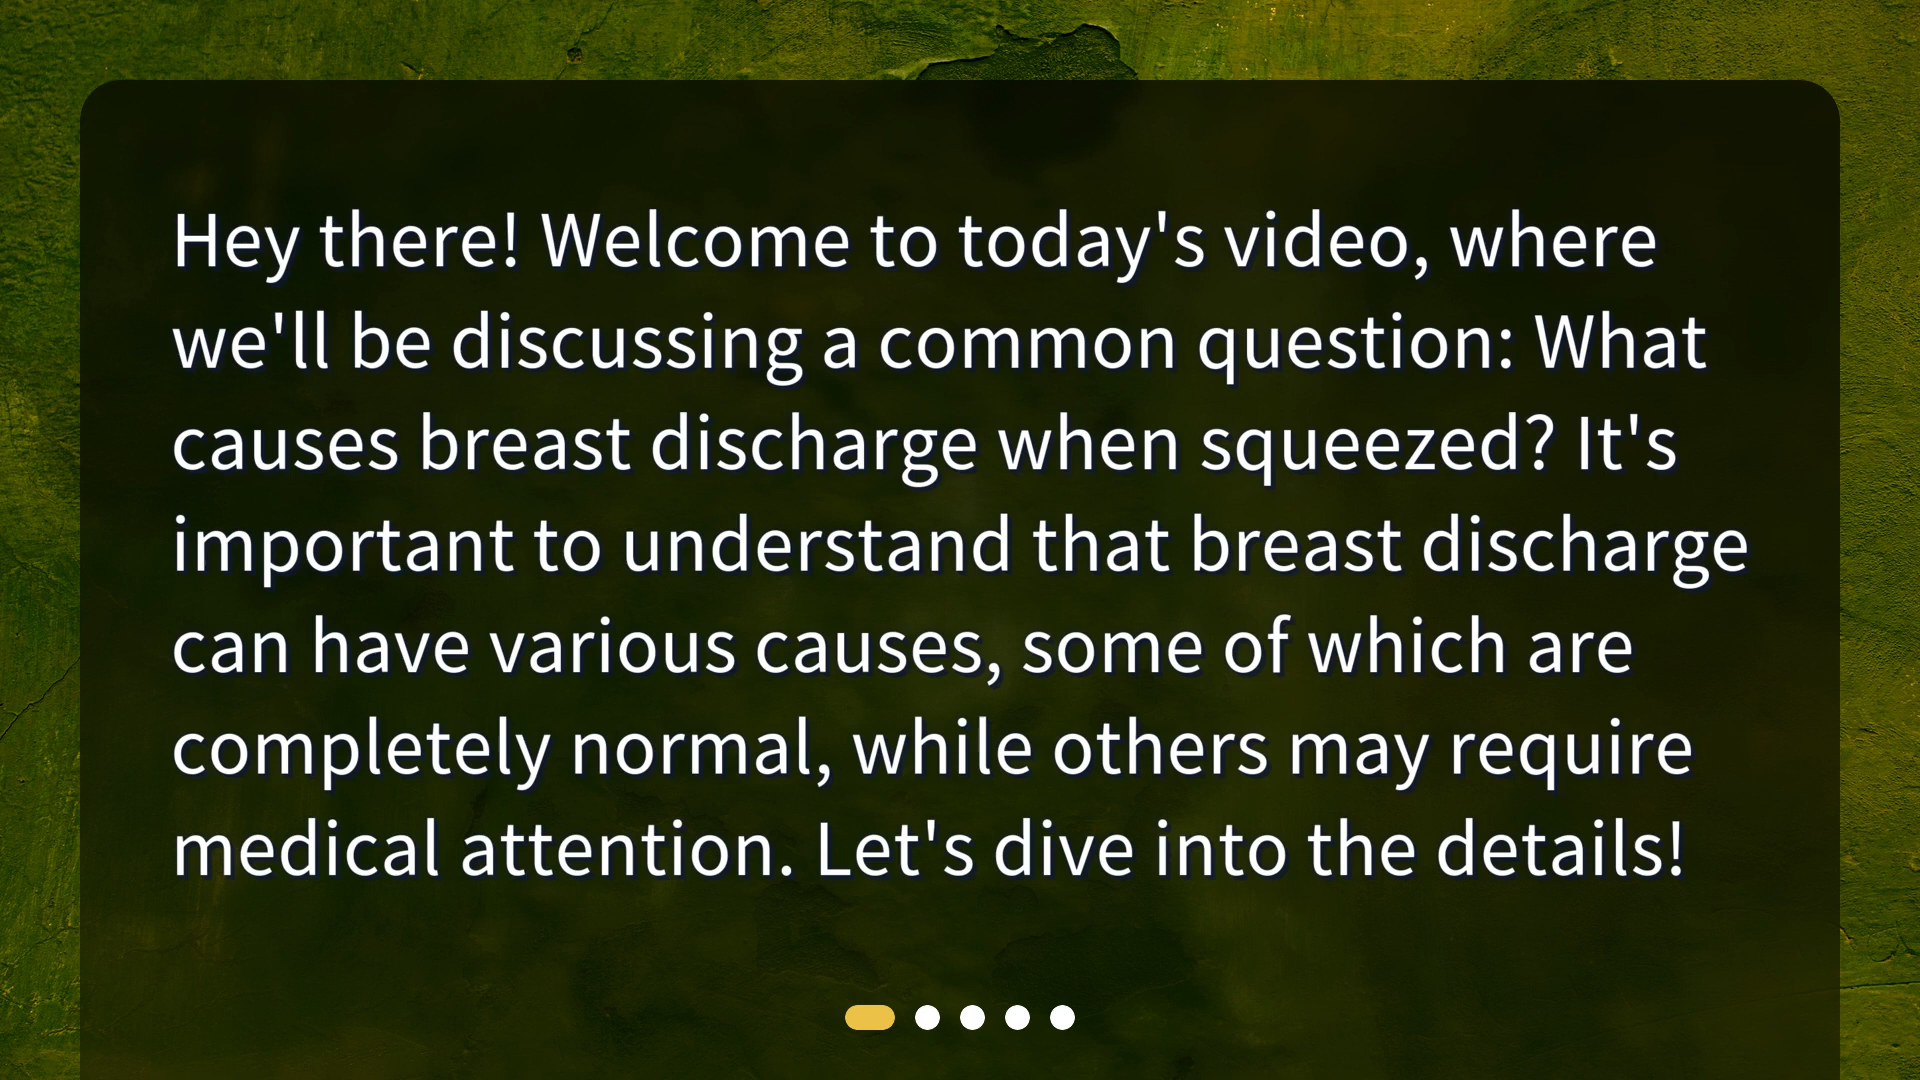 Hey there! Welcome to today's video, where
we'll be discussing a common question: What
causes breast discharge when squeezed? It's
important to understand that breast discharge
can have various causes, some of which are
completely normal, while others may require
medical attention. Let's dive into the details!